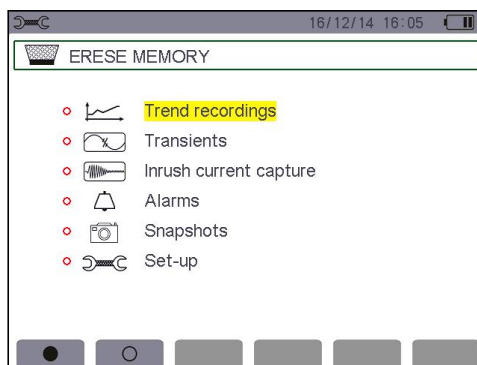 16/12/14 16:05
ERESE MEMORY
Trend recordings
Transients
Inrush current capture
Alarms
Snapshots
Set-up